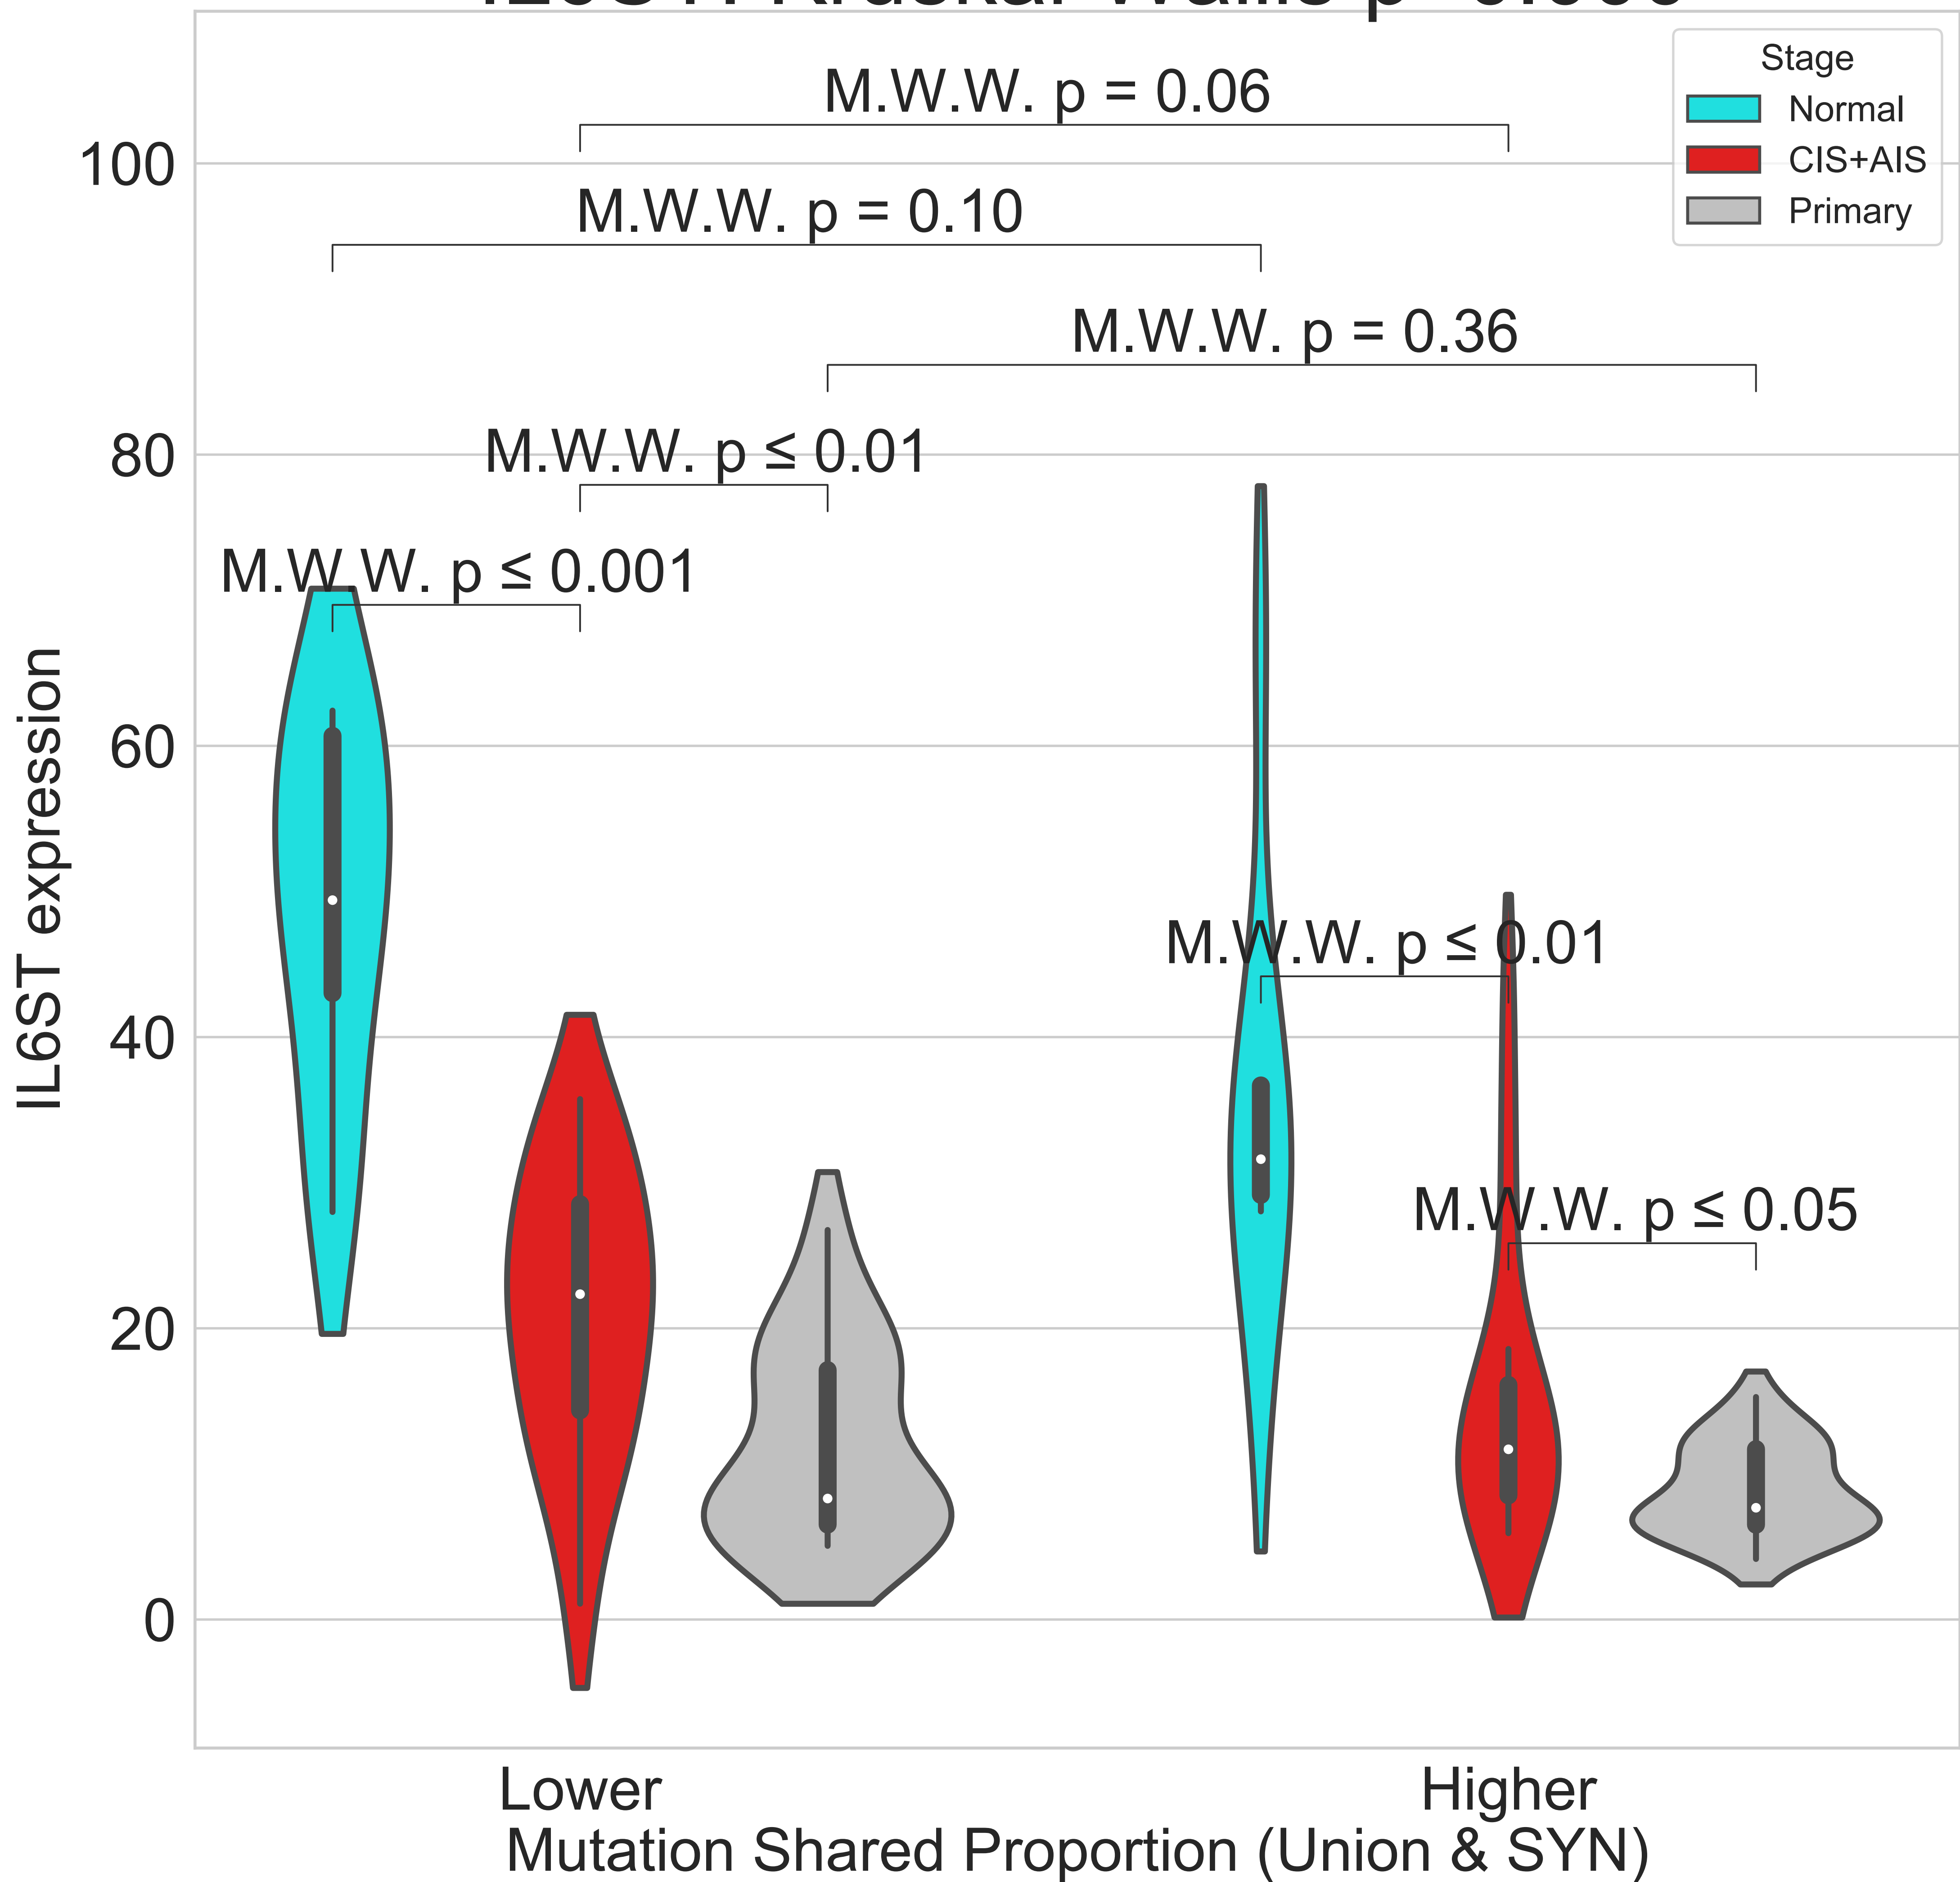 M.W.W. p = 0.06
Stage
Normal
CIS+AIS
Primary
100
M.W.W. p = 0.10
M.W.W. p = 0.36
80
M.W.W. p ≤ 0.01
M.W.W. p ≤ 0.001
60
IL6ST expression
M.W.W. p ≤ 0.01
40
M.W.W. p ≤ 0.05
20
0
Lower
Higher
Mutation Shared Proportion (Union & SYN)